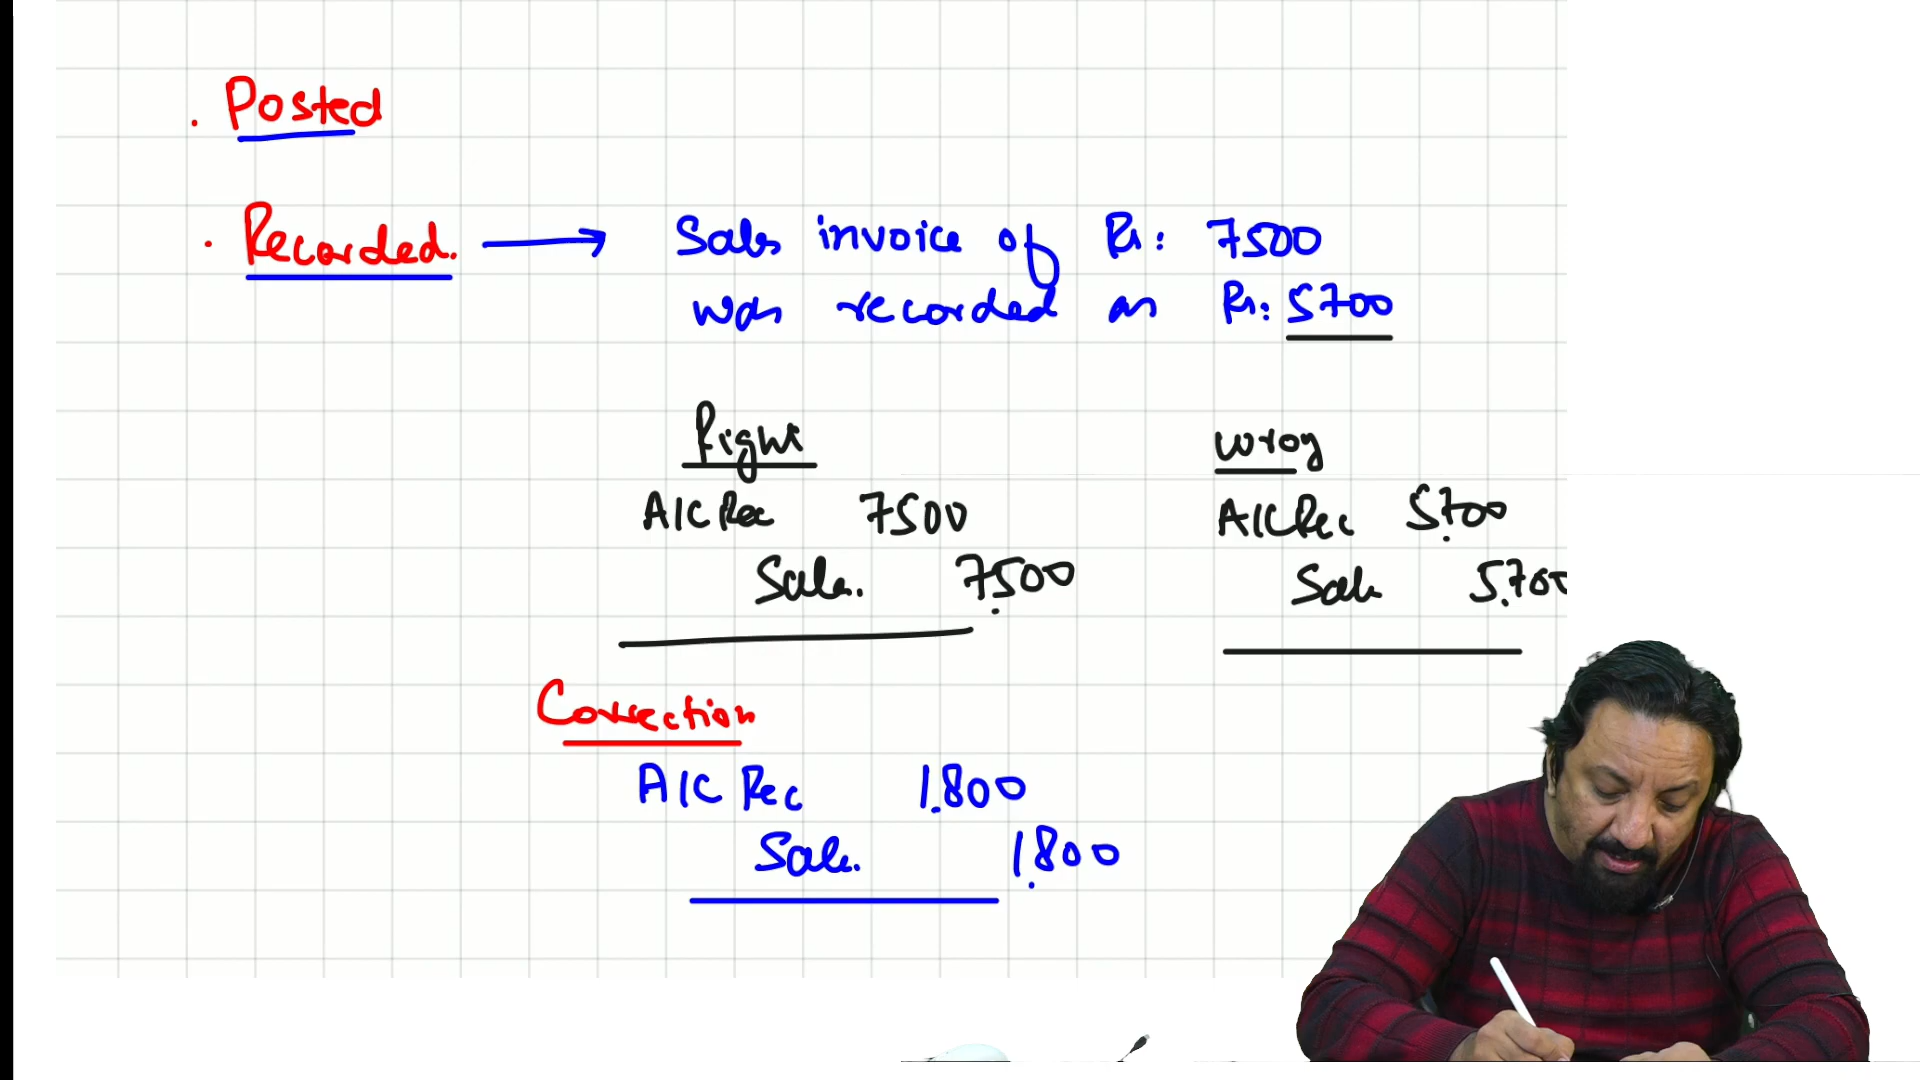 . Posted
. Recorded. → Sales invoice of Rs: 7500
was recorded as Rs: 5700
Right
A/C Rec 7500
Sales. 7500
Wrong
A/C Rec 5700
Sale 5700
Correction
A/C Rec 1800
Sale. 1800